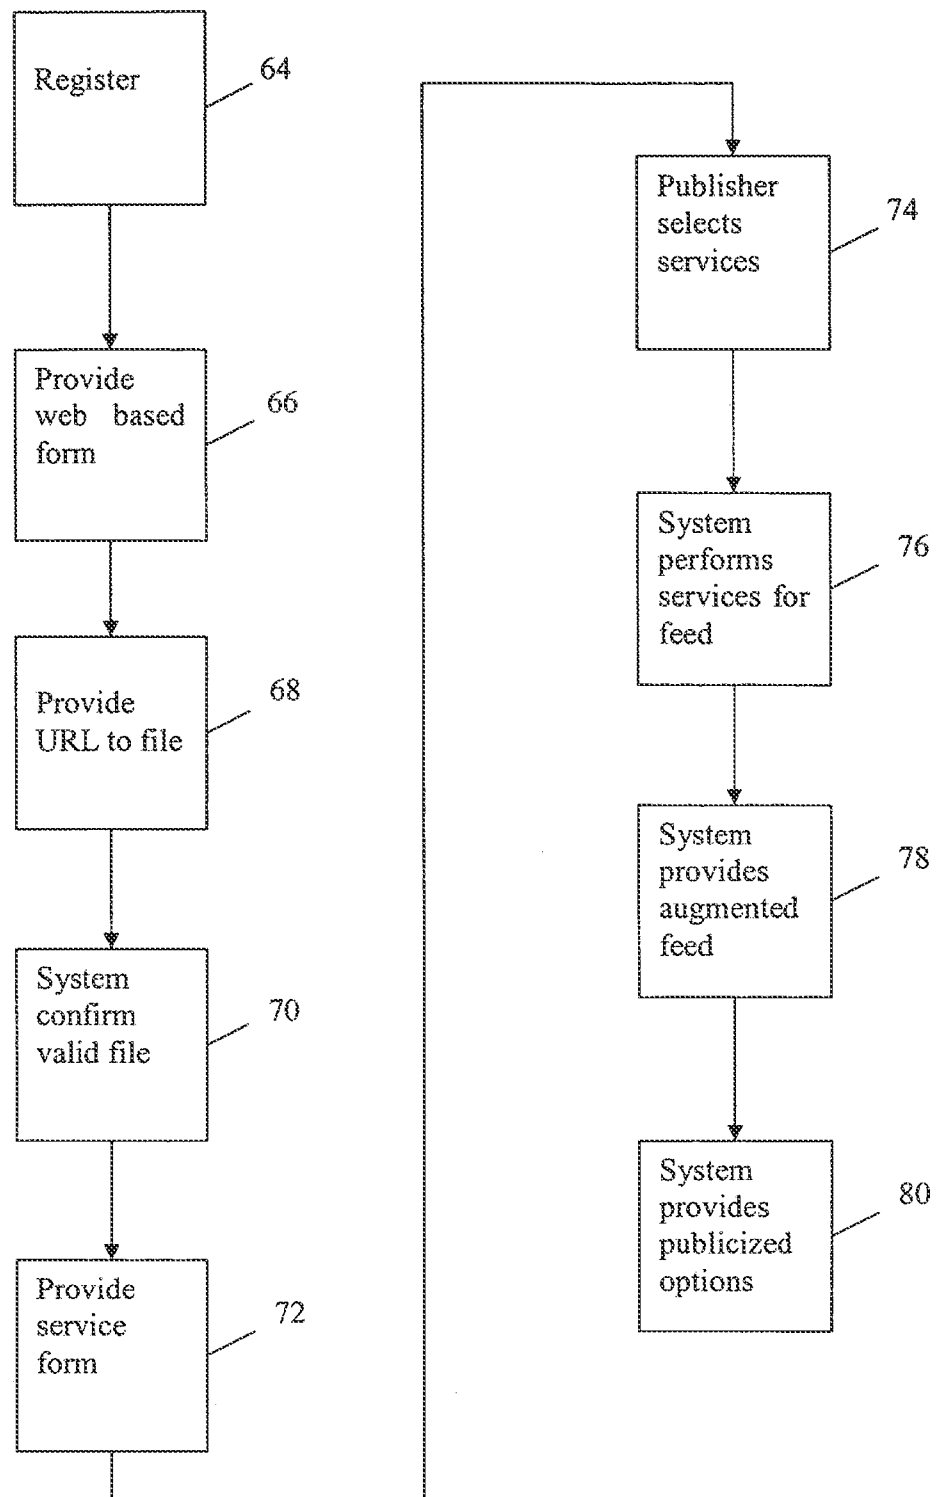 Register
64
Provide
web based
form
66
Provide
URL to file
68
System
confirm
valid file
70
Provide
service
form
72
Publisher
selects
services
74
System
performs
services for
feed
76
System
provides
augmented
feed
78
System
provides
publicized
options
80